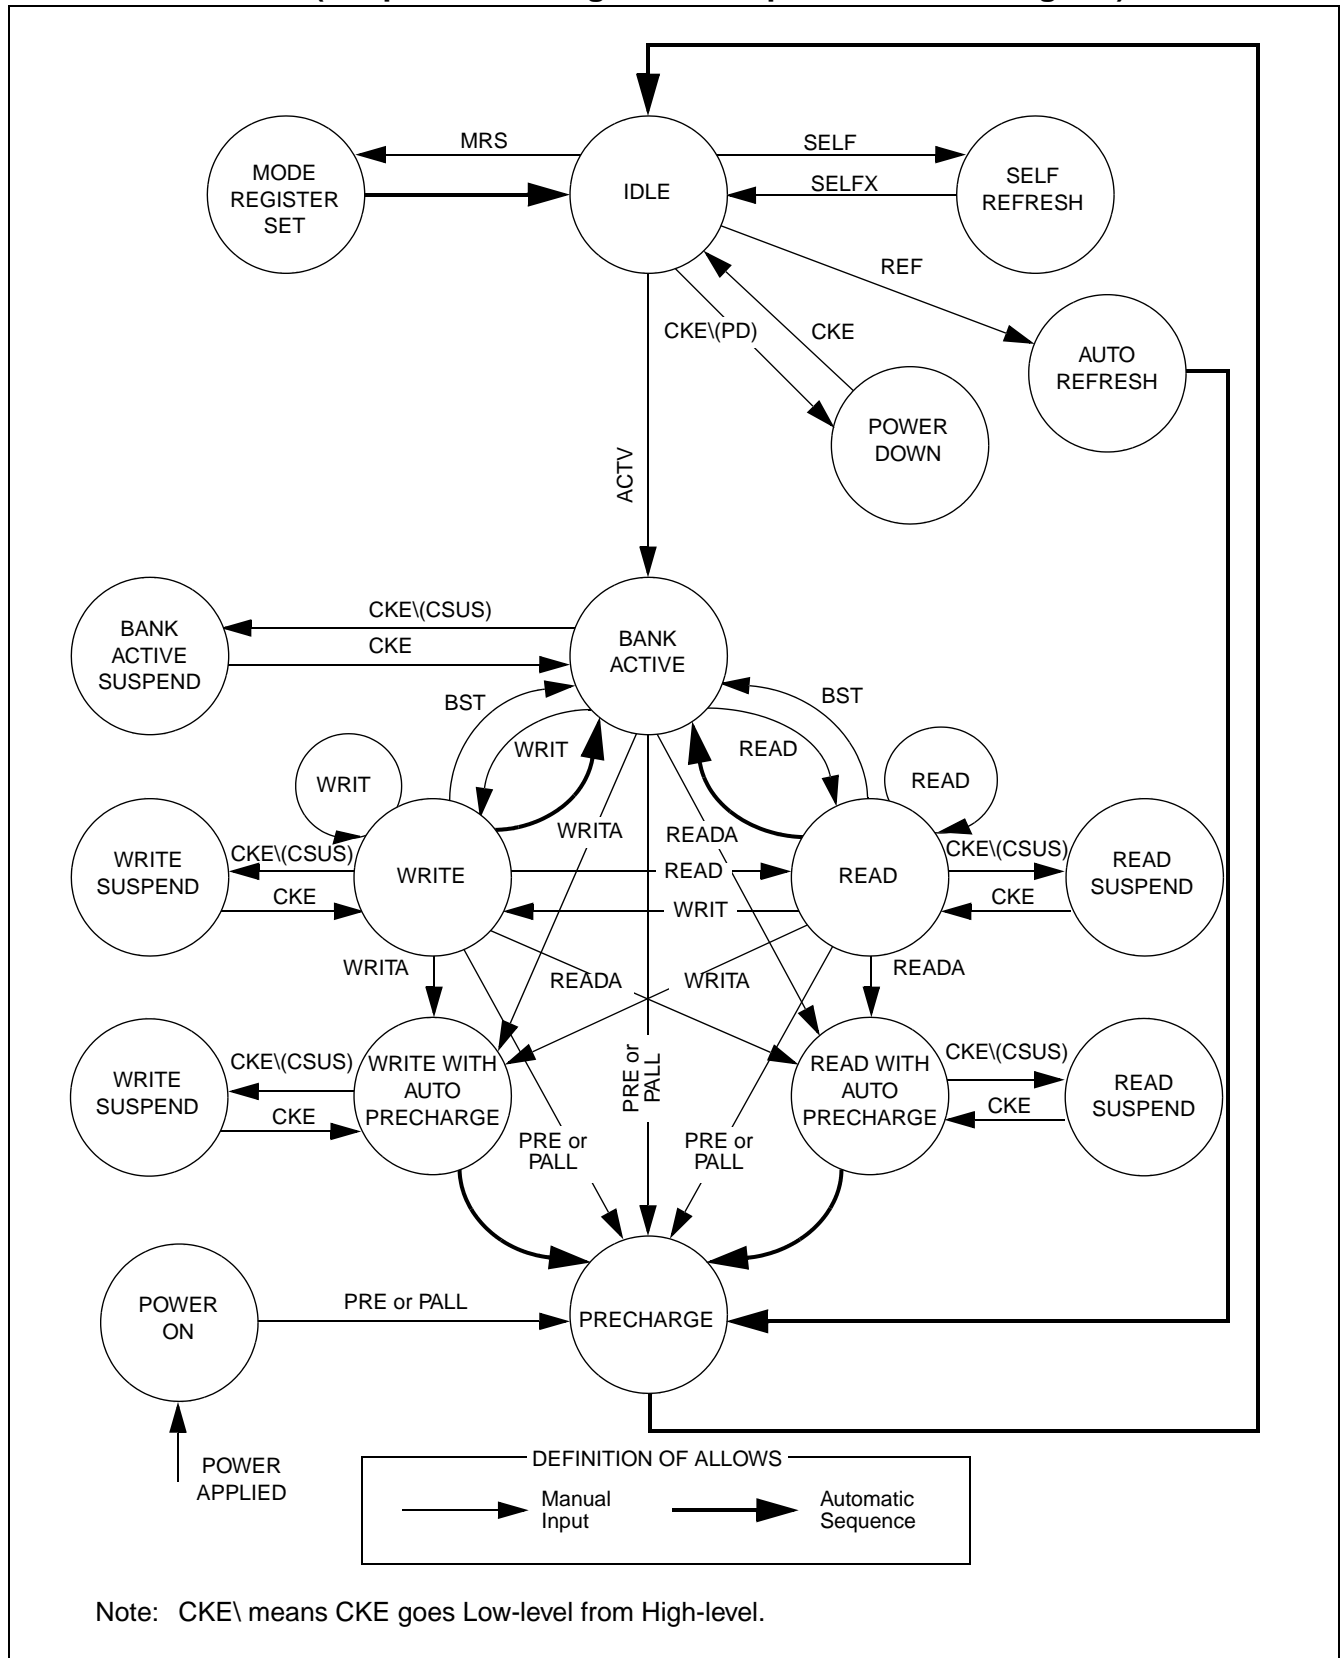 MRS
SELF
MODE
REGISTER
SET
IDLE
SELFX
SELF
REFRESH
REF
CKE\(PD)
CKE
AUTO
REFRESH
POWER
DOWN
ACTV
CKE\(CSUS)
BANK
ACTIVE
SUSPEND
CKE
BANK
ACTIVE
BST
BST
WRIT
READ
WRIT
READ
WRITA
READA
WRITE
SUSPEND
CKE\(CSUS)
CKE
WRITE
READ
WRIT
READ
CKE\(CSUS)
CKE
READ
SUSPEND
WRITA
READA
WRITA
READA
WRITE
SUSPEND
CKE\(CSUS)
CKE
WRITE WITH
AUTO
PRECHARGE
PRE or
PALL
READ WITH
AUTO
PRECHARGE
CKE\(CSUS)
CKE
READ
SUSPEND
PRE or
PALL
PRE or
PALL
POWER
ON
PRE or PALL
PRECHARGE
POWER
APPLIED
DEFINITION OF ALLOWS
Manual
Input
Automatic
Sequence
Note: CKE\ means CKE goes Low-level from High-level.